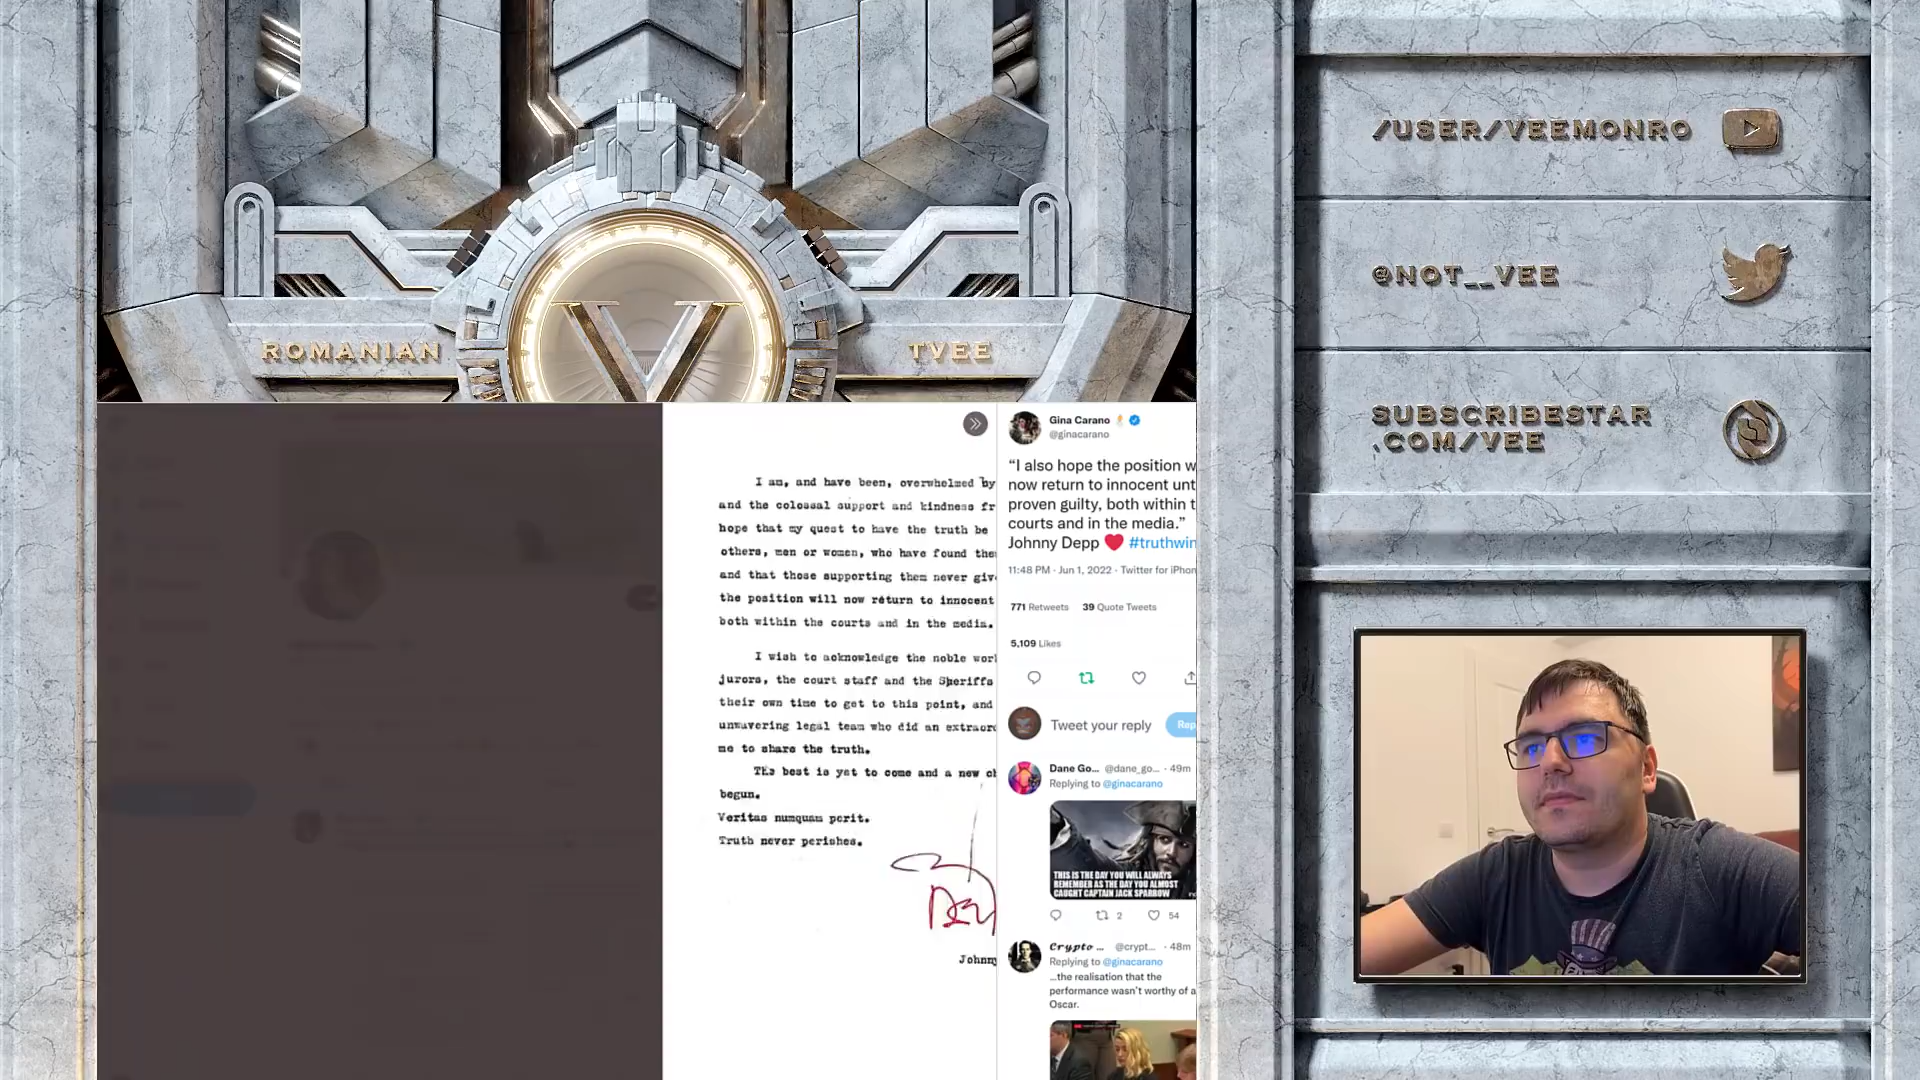 /USER/VEEMONRO
@NOT__VEE
SUBSCRIBESTAR
.COM/VEE
ROMANIAN
V
TVEE
I am, and have been, overwhelmed by
and the colossal support and kindness
hope that my quest to have the truth be
others, men or women, who have found
and that those supporting them never
the position will now return to innocent
both within the courts and in the media.
I wish to acknowledge the noble
jurors, the court staff and the Sheriffs
their own time to get to this point, and
unwavering legal team who did an
me to share the truth.
The best is yet to come and a new
begun.
Veritas numquam perit.
Truth never perishes.
Johnny
Gina Carano
@ginacarano
“I also hope the position w
now return to innocent unt
proven guilty, both within t
courts and in the media.”
Johnny Depp ❤️ #truthwin
11:48 PM · Jun 1, 2022 · Twitter for iPhon
771 Retweets 39 Quote Tweets
5,109 Likes
Tweet your reply
Rep
Dane Go... @dane_go... · 49m
Replying to @ginacarano
THIS IS THE DAY YOU WILL ALWAYS
REMEMBER AS THE DAY YOU ALMOST
CAUGHT CAPTAIN JACK SPARROW
2 54
Crypto ... @crypt... · 48m
Replying to @ginacarano
...the realisation that the
performance wasn't worthy of a
Oscar.